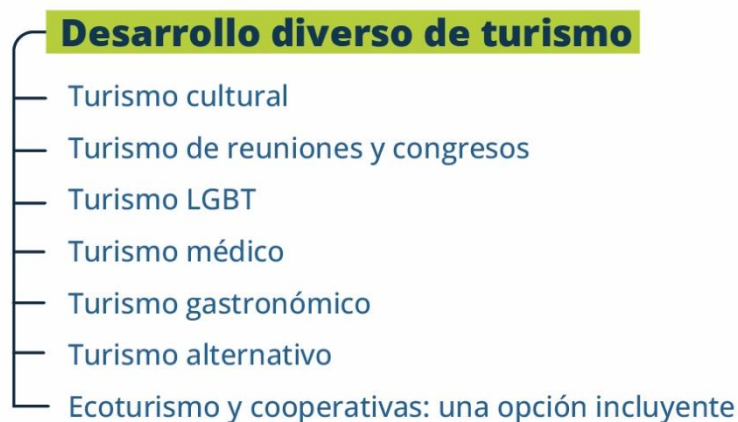 Desarrollo diverso de turismo
Turismo cultural
Turismo de reuniones y congresos
Turismo LGBT
Turismo médico
Turismo gastronómico
Turismo alternativo
Ecoturismo y cooperativas: una opción incluyente